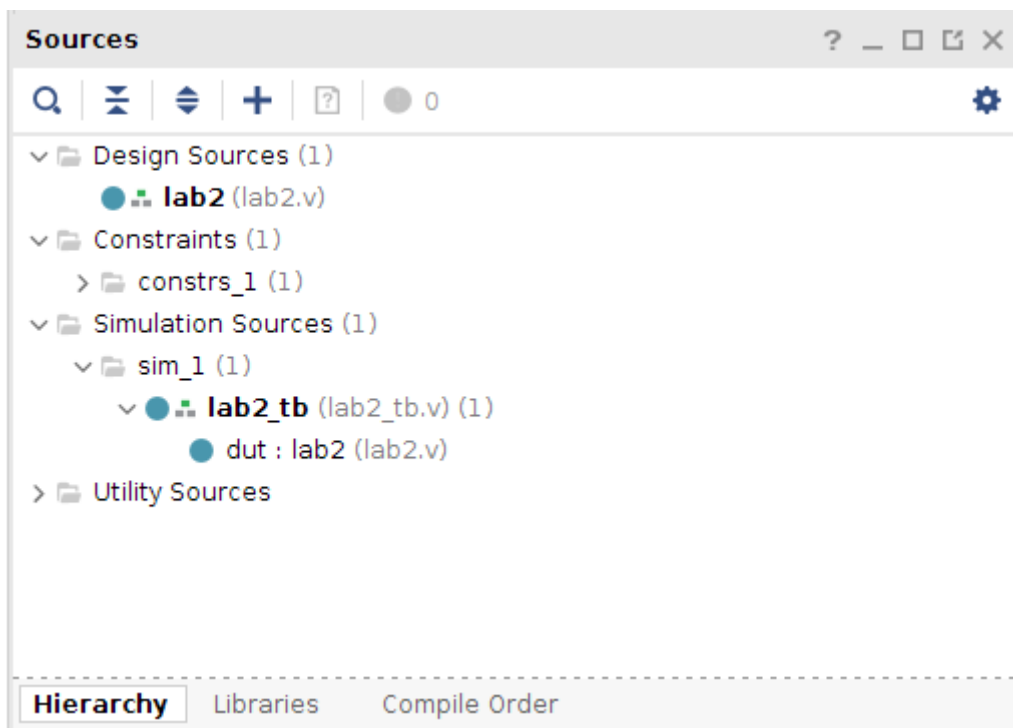 Sources
0
Design Sources (1)
lab2 (lab2.v)
Constraints (1)
constrs_1 (1)
Simulation Sources (1)
sim_1 (1)
lab2_tb (lab2_tb.v) (1)
dut : lab2 (lab2.v)
Utility Sources
Hierarchy Libraries Compile Order